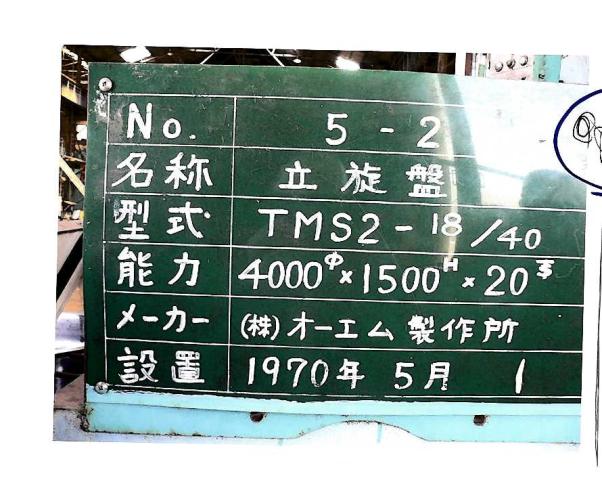 No. 5-2
名称 立旋盤
型式 TMS2-18/40
能力 4000φ×1500H×20
メーカー (株)オーエム製作所
設置 1970年 5月 1